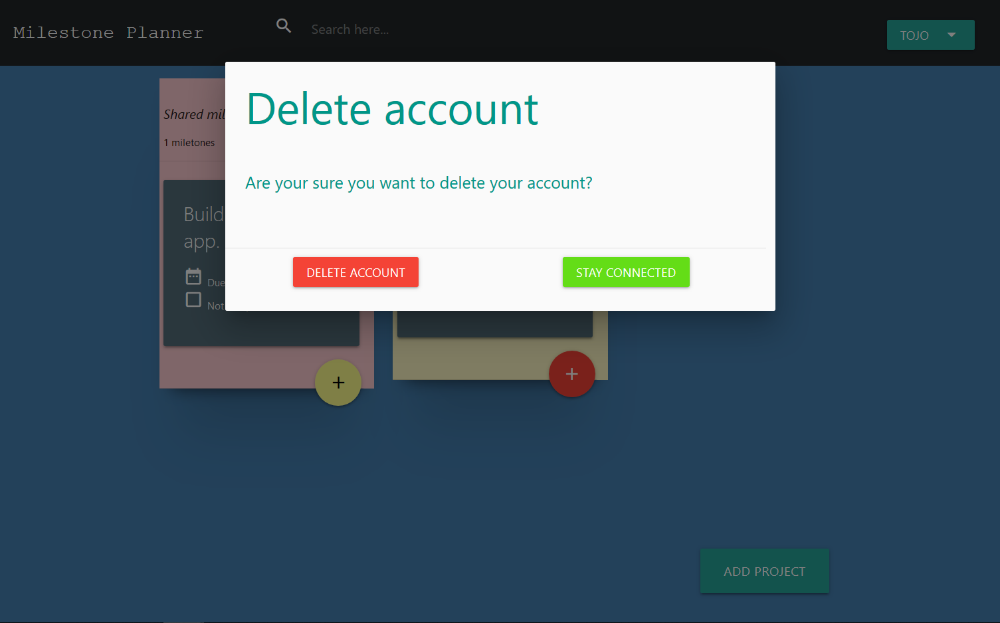 Milestone Planner
Search here...
TOJO
Delete account
Are your sure you want to delete your account?
DELETE ACCOUNT
STAY CONNECTED
Shared mil
1 miletones
Build
app.
Due
Not
+
+
ADD PROJECT